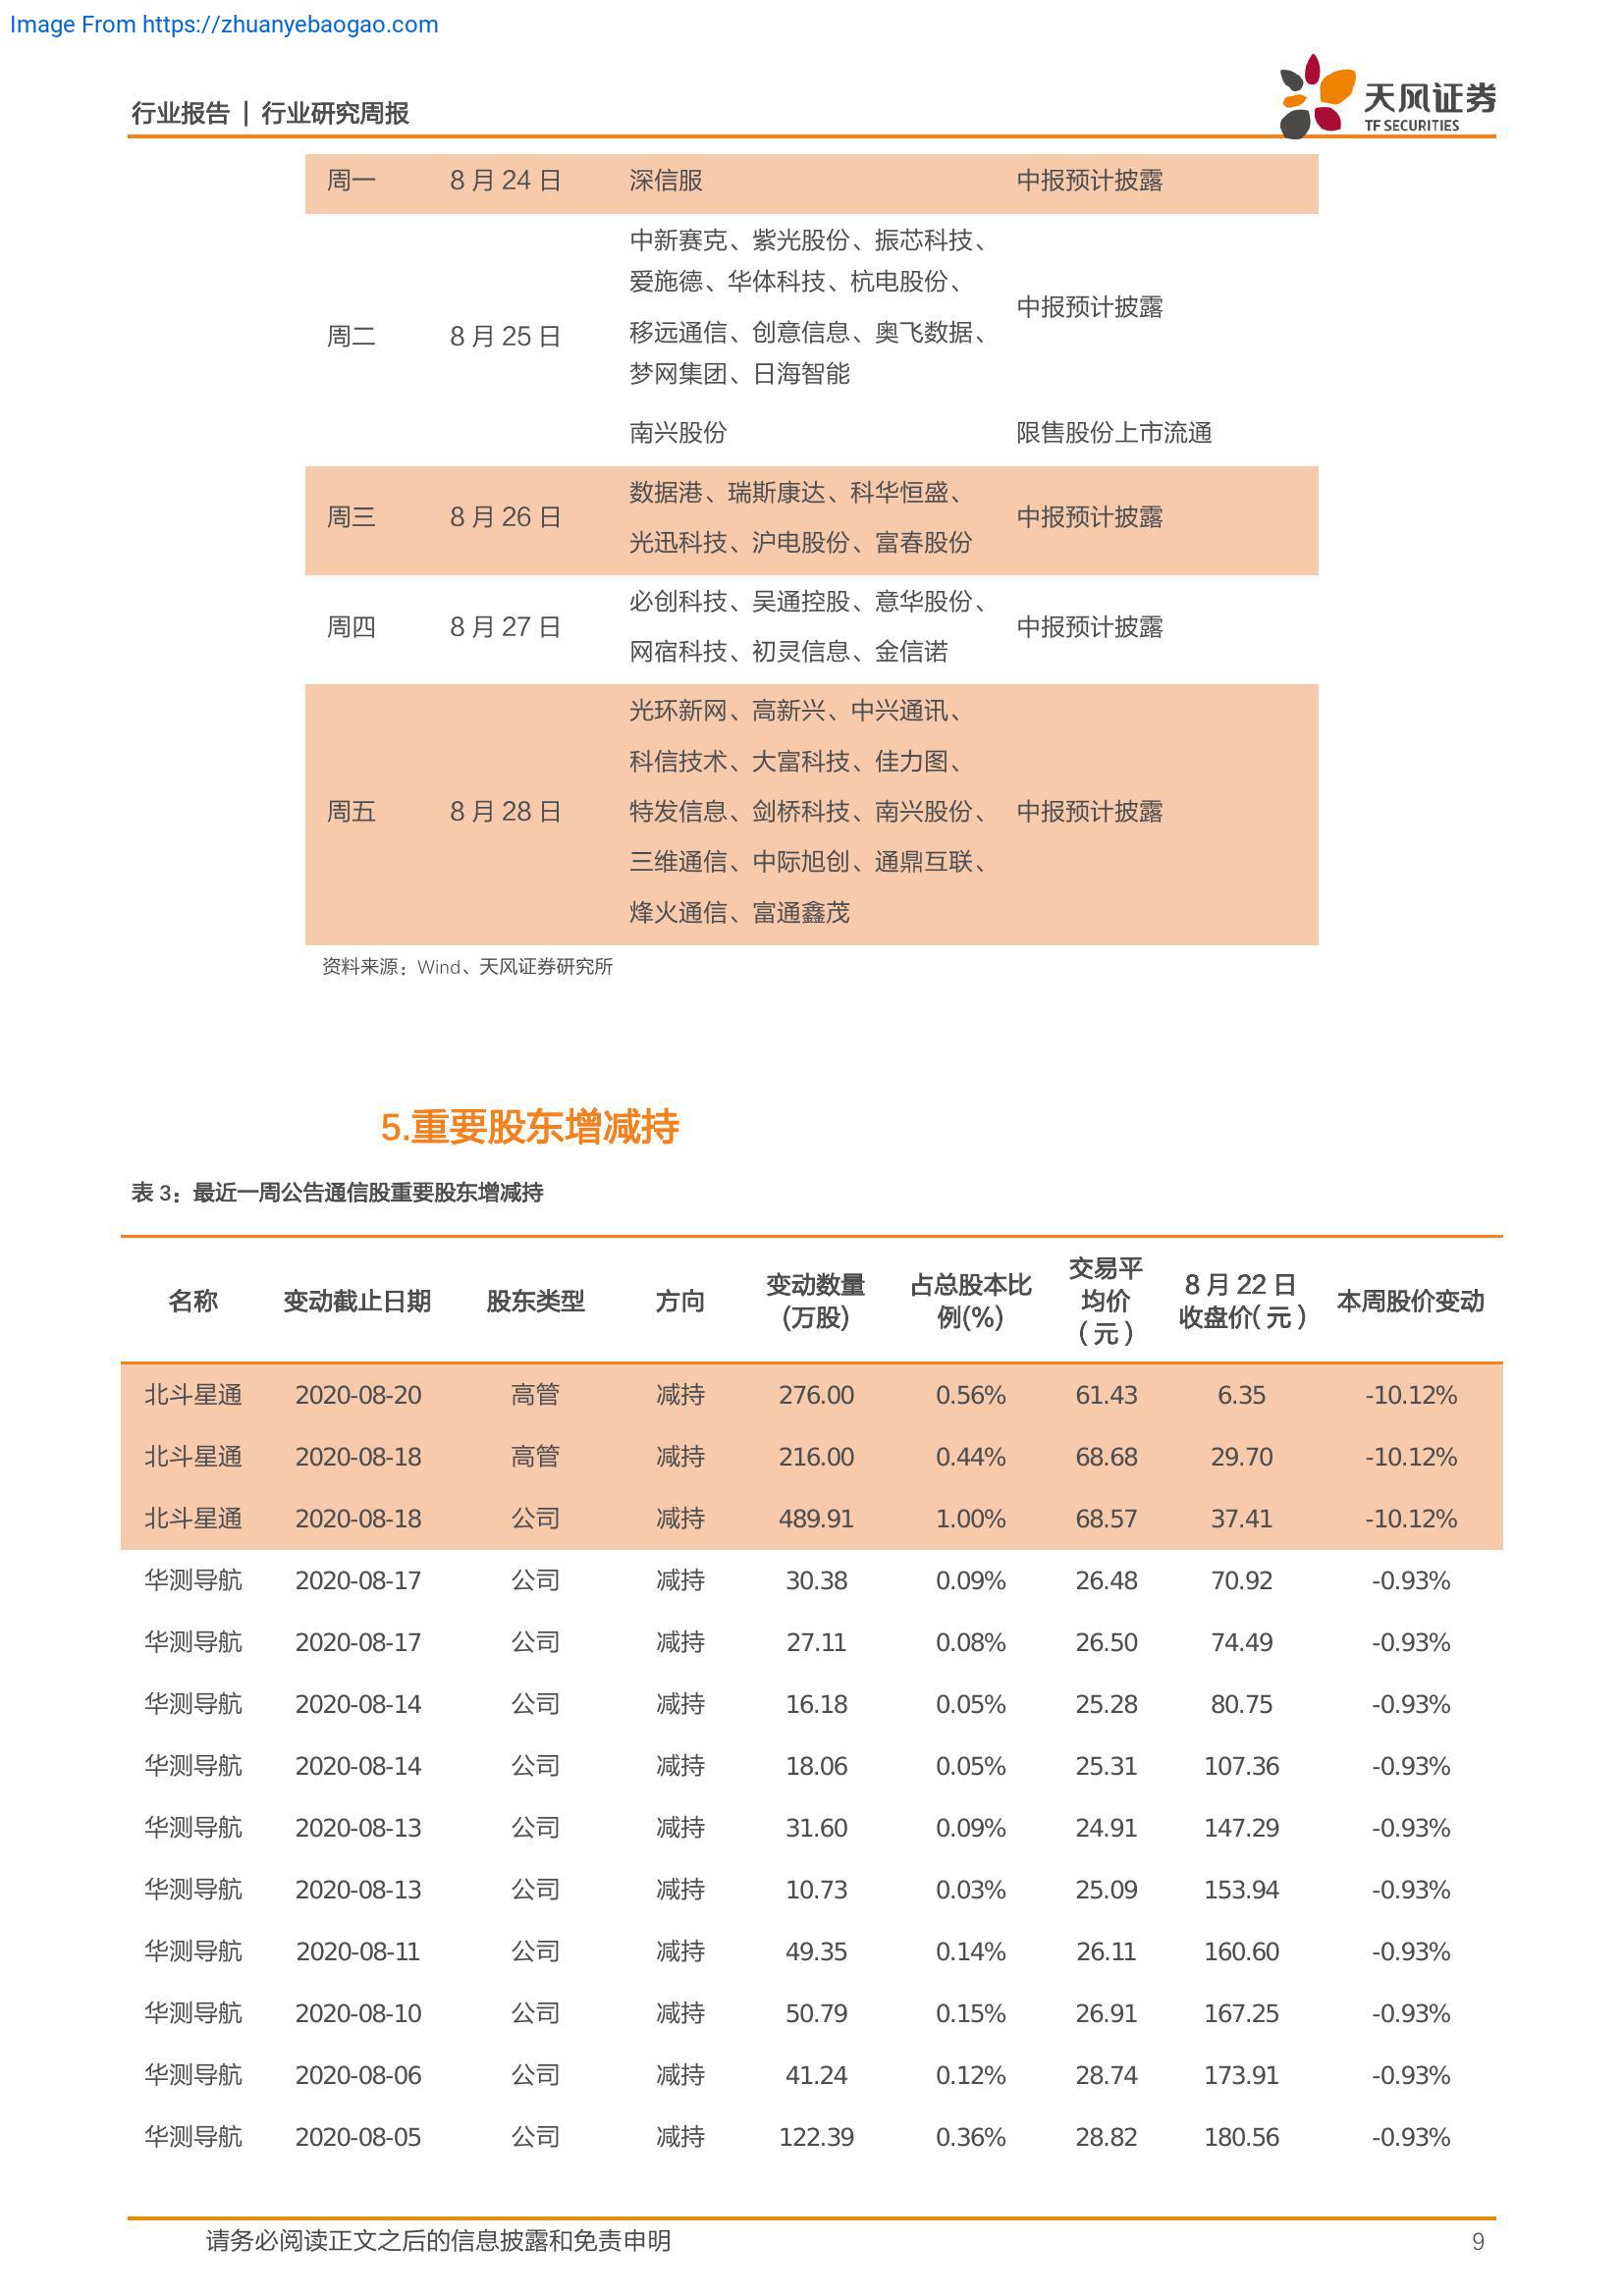 Image From https://zhuanyebaogao.com
行业报告 | 行业研究周报
天风证券
TF SECURITIES
周一 8 月 24 日 深信服 中报预计披露
中新赛克、紫光股份、振芯科技、
爱施德、华体科技、杭电股份、
中报预计披露
周二 8 月 25 日 移远通信、创意信息、奥飞数据、
梦网集团、日海智能
南兴股份 限售股份上市流通
数据港、瑞斯康达、科华恒盛、
周三 8 月 26 日 中报预计披露
光迅科技、沪电股份、富春股份
必创科技、吴通控股、意华股份、
周四 8 月 27 日 中报预计披露
网宿科技、初灵信息、金信诺
光环新网、高新兴、中兴通讯、
科信技术、大富科技、佳力图、
周五 8 月 28 日 特发信息、剑桥科技、南兴股份、 中报预计披露
三维通信、中际旭创、通鼎互联、
烽火通信、富通鑫茂
资料来源：Wind、天风证券研究所
5.重要股东增减持
表 3：最近一周公告通信股重要股东增减持
名称 变动截止日期 股东类型 方向 变动数量(万股) 占总股本比例(%) 交易平均价（元） 8 月 22 日收盘价(元) 本周股价变动
北斗星通 2020-08-20 高管 减持 276.00 0.56% 61.43 6.35 -10.12%
北斗星通 2020-08-18 高管 减持 216.00 0.44% 68.68 29.70 -10.12%
北斗星通 2020-08-18 公司 减持 489.91 1.00% 68.57 37.41 -10.12%
华测导航 2020-08-17 公司 减持 30.38 0.09% 26.48 70.92 -0.93%
华测导航 2020-08-17 公司 减持 27.11 0.08% 26.50 74.49 -0.93%
华测导航 2020-08-14 公司 减持 16.18 0.05% 25.28 80.75 -0.93%
华测导航 2020-08-14 公司 减持 18.06 0.05% 25.31 107.36 -0.93%
华测导航 2020-08-13 公司 减持 31.60 0.09% 24.91 147.29 -0.93%
华测导航 2020-08-13 公司 减持 10.73 0.03% 25.09 153.94 -0.93%
华测导航 2020-08-11 公司 减持 49.35 0.14% 26.11 160.60 -0.93%
华测导航 2020-08-10 公司 减持 50.79 0.15% 26.91 167.25 -0.93%
华测导航 2020-08-06 公司 减持 41.24 0.12% 28.74 173.91 -0.93%
华测导航 2020-08-05 公司 减持 122.39 0.36% 28.82 180.56 -0.93%
请务必阅读正文之后的信息披露和免责申明 9